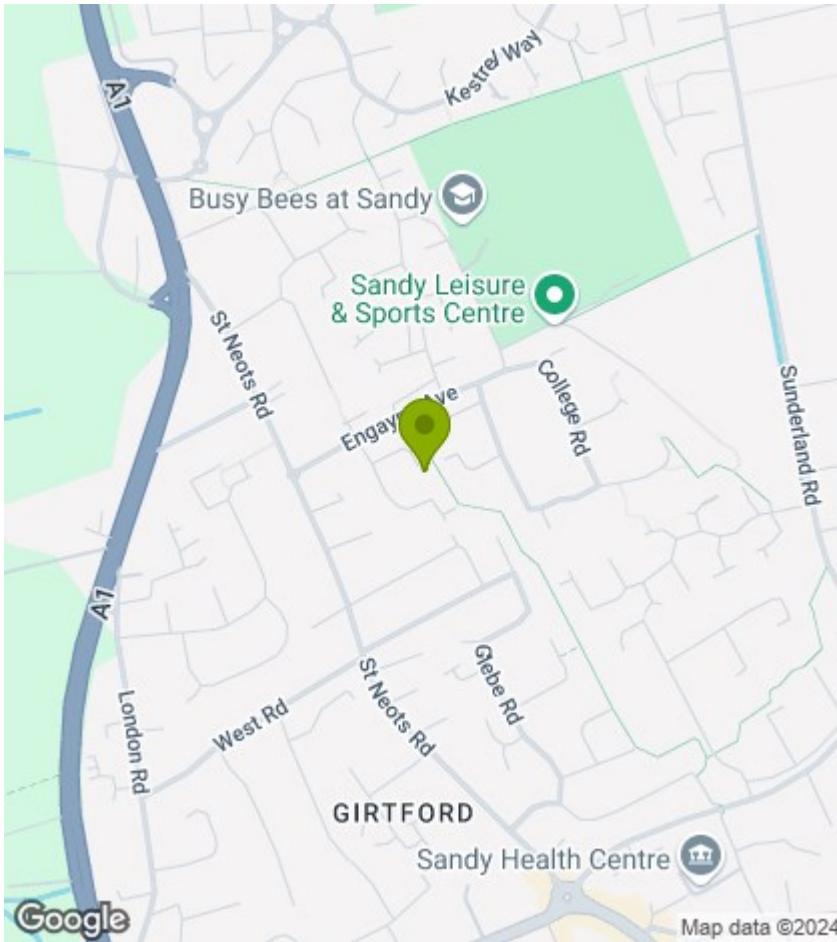 A1
Kestrel Way
Busy Bees at Sandy
Sandy Leisure
& Sports Centre
St Neots Rd
College Rd
Sunderland Rd
A1
Glebe Rd
St Neots Rd
London Rd
West Rd
GIRTFORD
Sandy Health Centre
Google
Map data ©2024